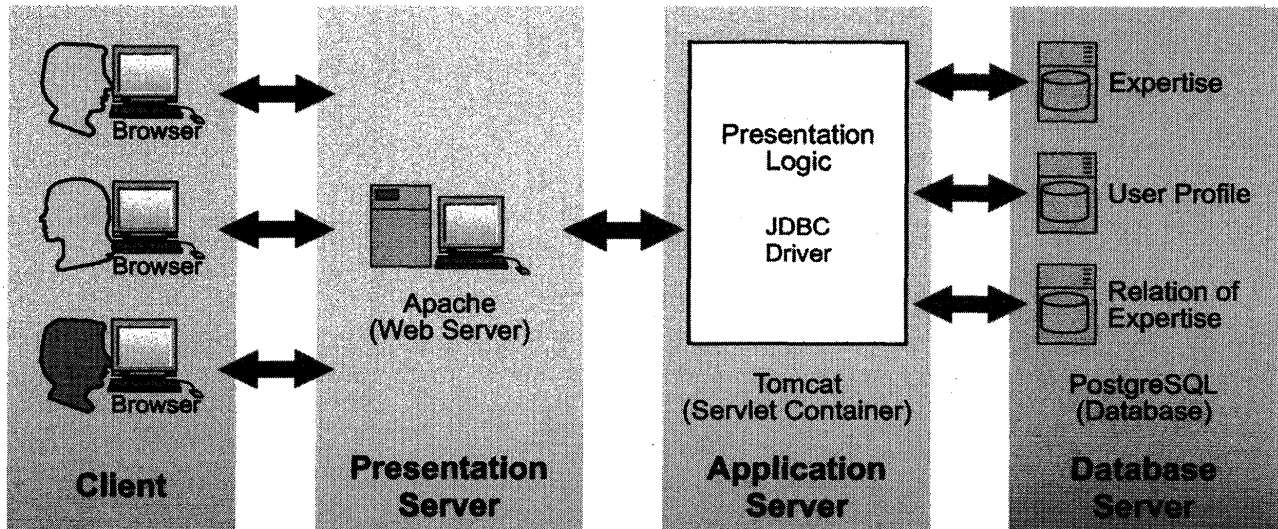 Browser
Browser
Browser
Client
Apache
(Web Server)
Presentation
Server
Presentation
Logic
JDBC
Driver
Tomcat
(Servlet Container)
Application
Server
Expertise
User Profile
Relation of
Expertise
PostgreSQL
(Database)
Database
Server